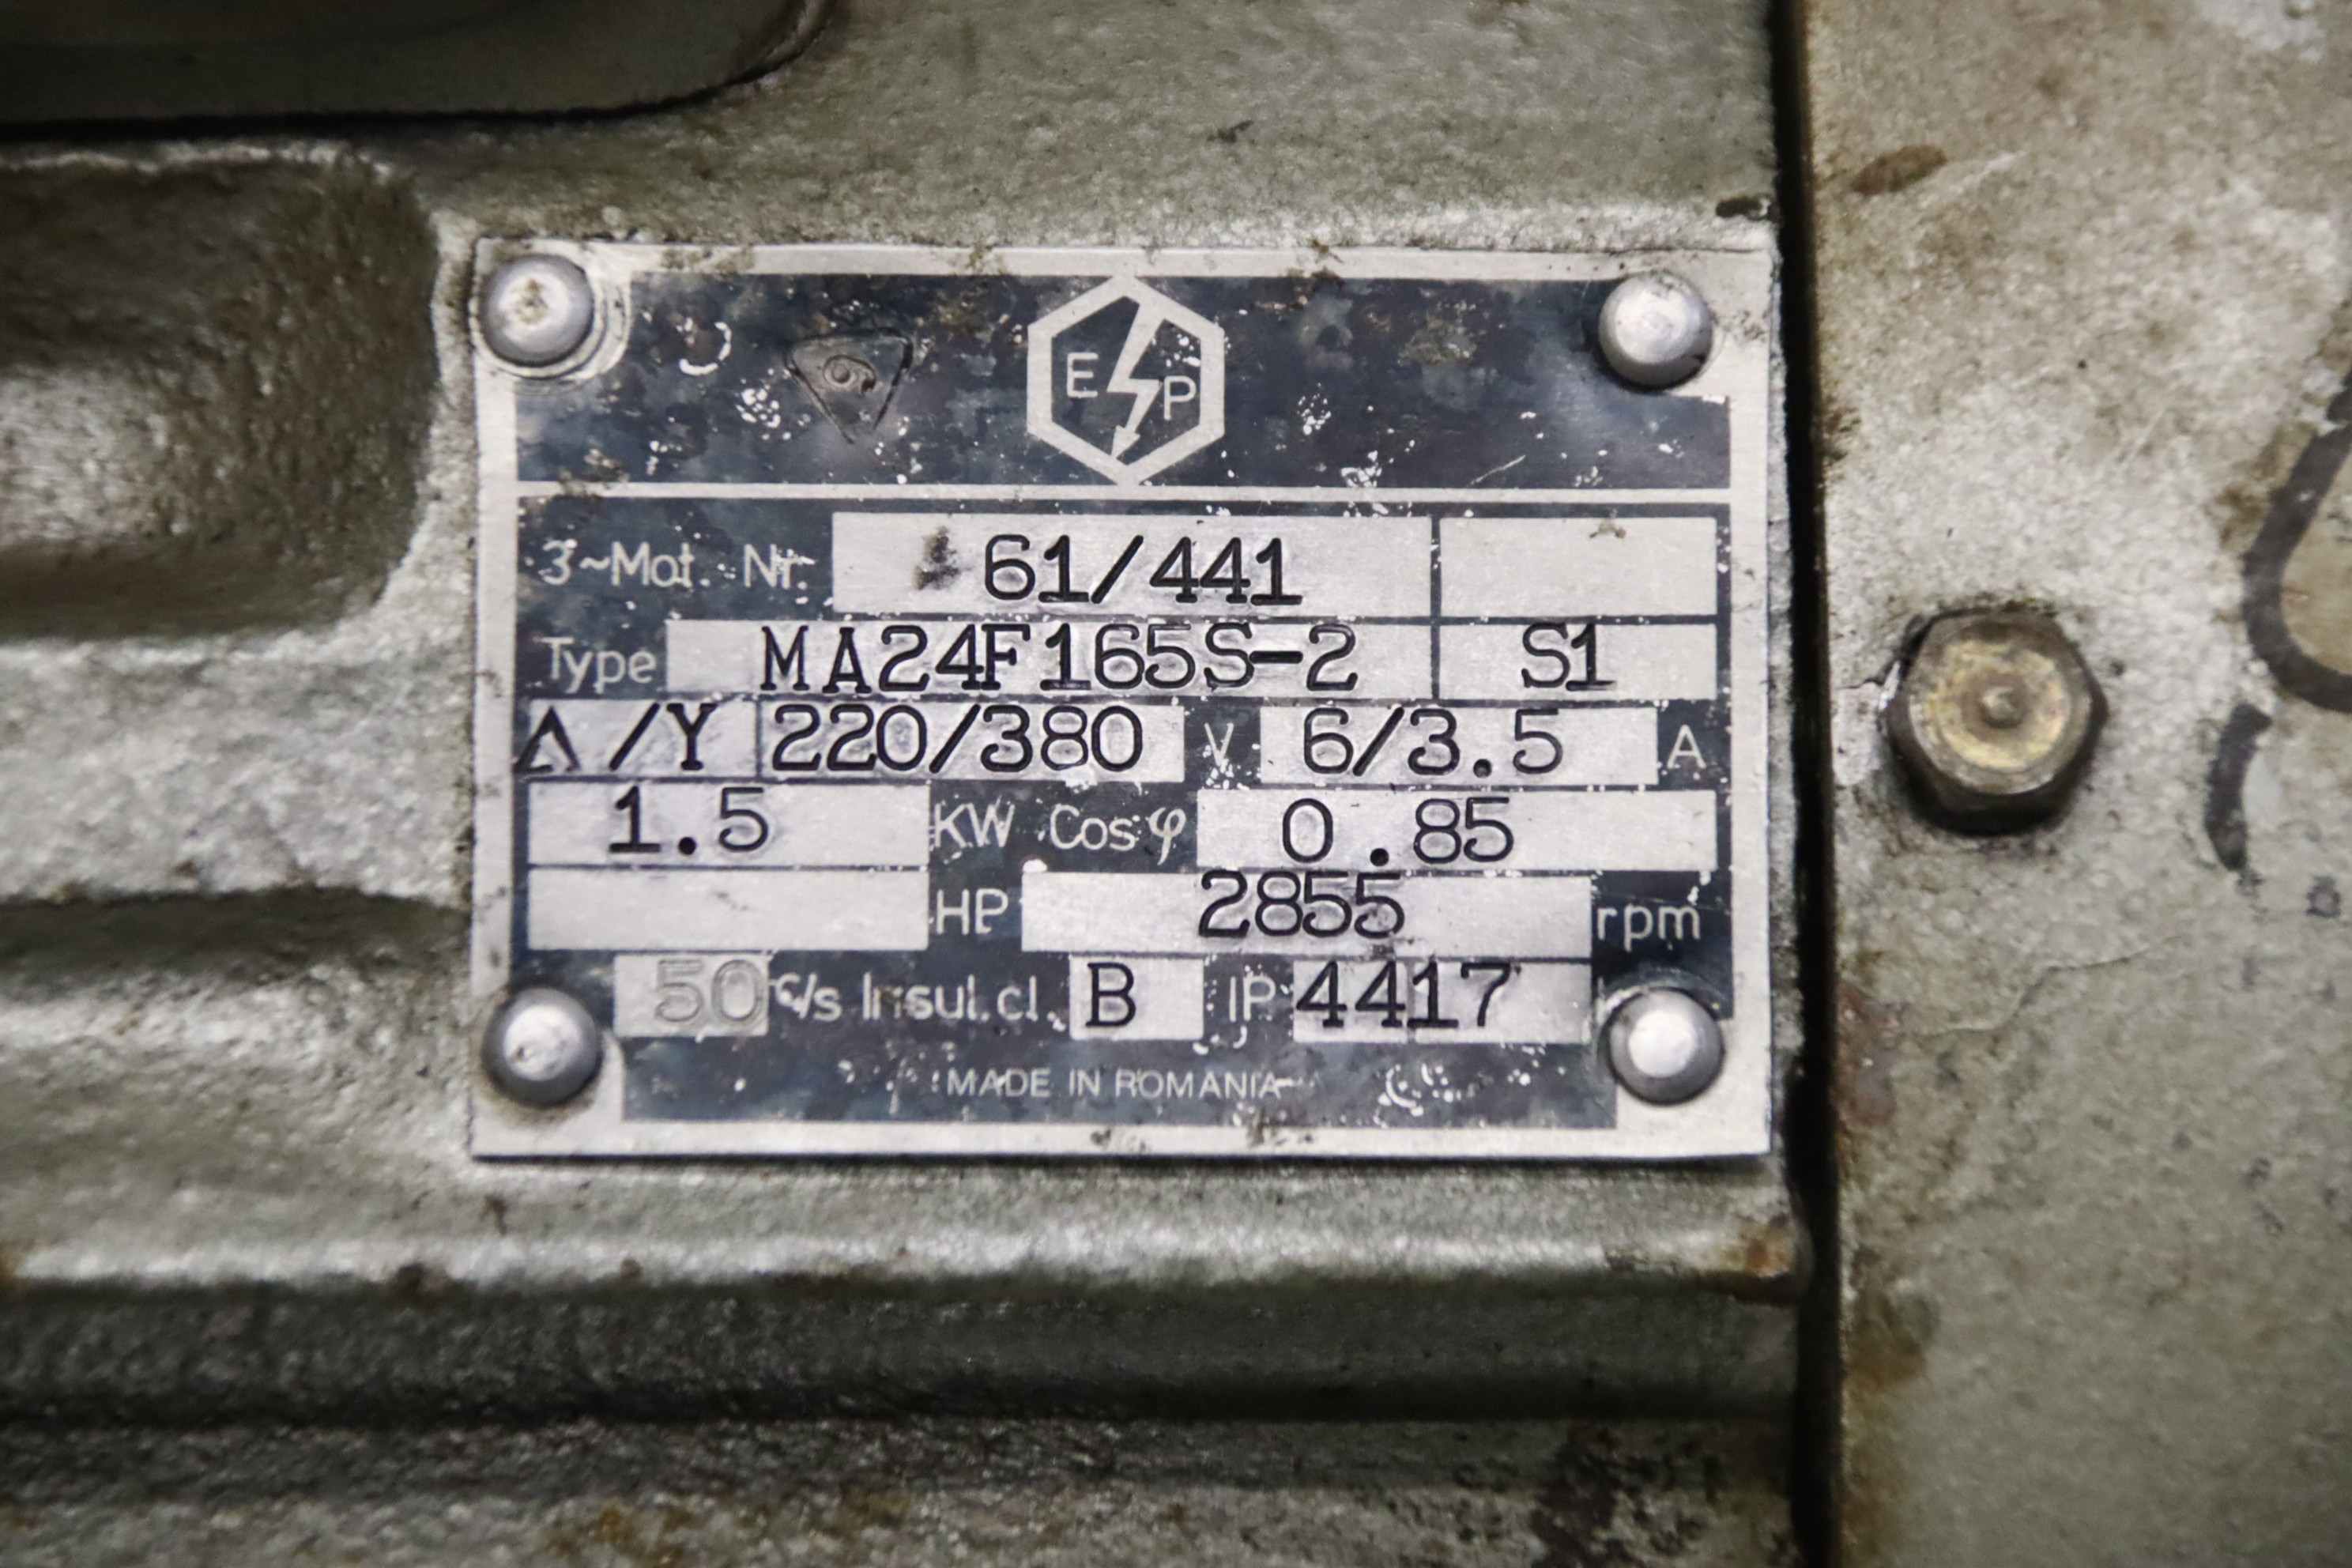 6
E P
3~Mot. Nr. 61/441
Type MA24F165S-2 S1
Δ/Y 220/380 V 6/3.5 A
1.5 KW Cos φ 0.85
HP 2855 rpm
50 c/s Insul.cl. B IP 4417
MADE IN ROMANIA